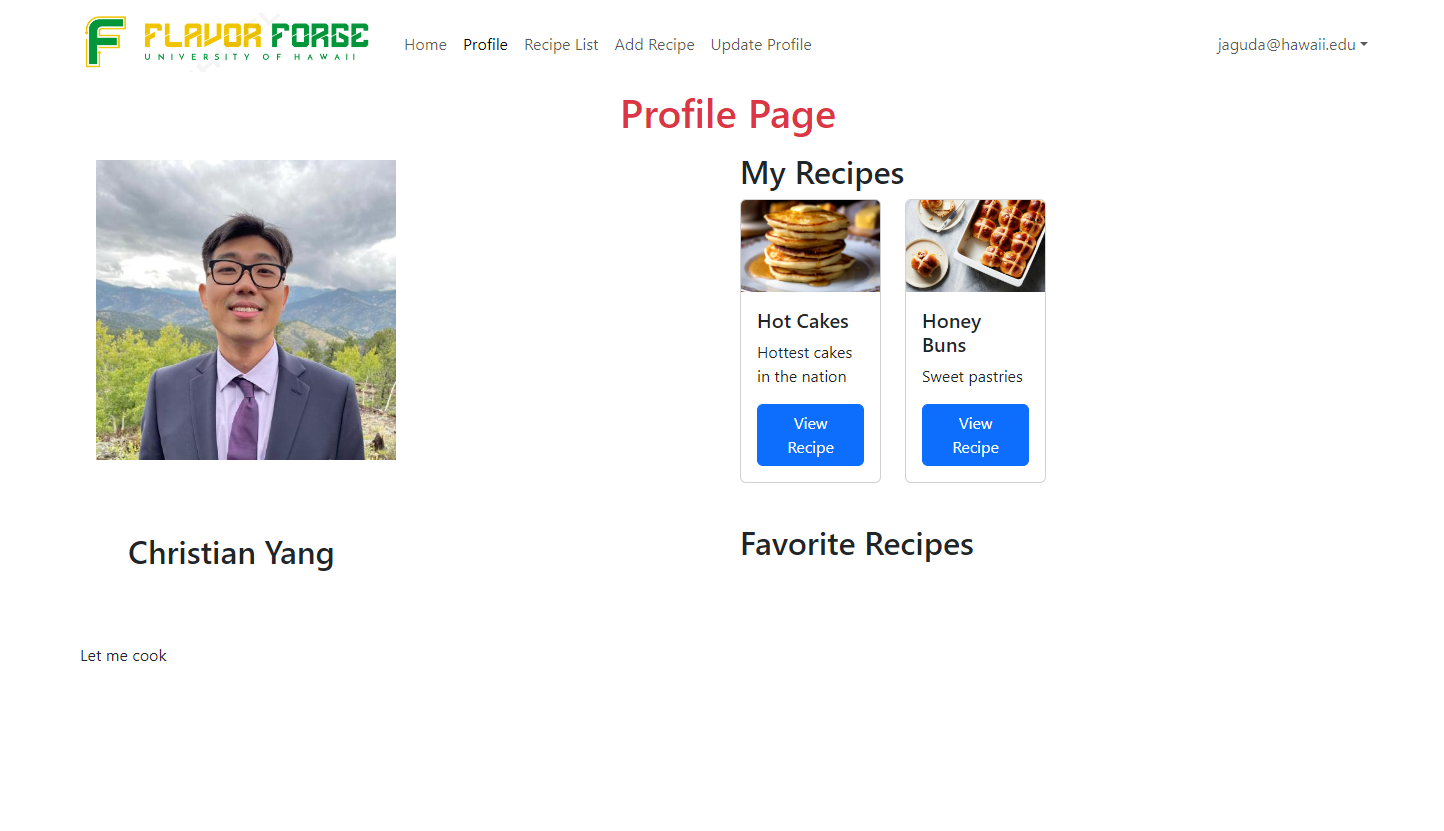 FLAVOR FORGE
UNIVERSITY OF HAWAII
Home Profile Recipe List Add Recipe Update Profile jaguda@hawaii.edu
Profile Page
My Recipes
Hot Cakes
Hottest cakes
in the nation
View
Recipe
Honey
Buns
Sweet pastries
View
Recipe
Christian Yang
Favorite Recipes
Let me cook